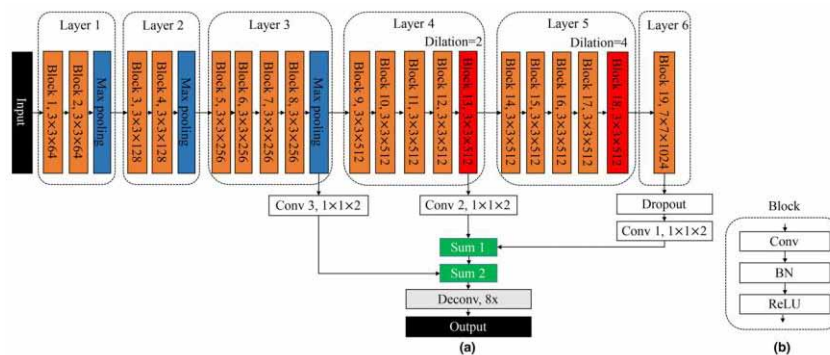 Layer 1
Layer 2
Layer 3
Layer 4
Layer 5
Layer 6
Dilation=2
Dilation=4
Input
Block 1, 3×3×64
Block 2, 3×3×64
Max pooling
Block 3, 3×3×128
Block 4, 3×3×128
Max pooling
Block 5, 3×3×256
Block 6, 3×3×256
Block 7, 3×3×256
Block 8, 3×3×256
Max pooling
Block 9, 3×3×512
Block 10, 3×3×512
Block 11, 3×3×512
Block 12, 3×3×512
Block 13, 3×3×512
Block 14, 3×3×512
Block 15, 3×3×512
Block 16, 3×3×512
Block 17, 3×3×512
Block 18, 3×3×512
Block 19, 7×7×1024
Conv 3, 1×1×2
Conv 2, 1×1×2
Dropout
Conv 1, 1×1×2
Sum 1
Sum 2
Deconv, 8x
Output
(a)
Block
Conv
BN
ReLU
(b)